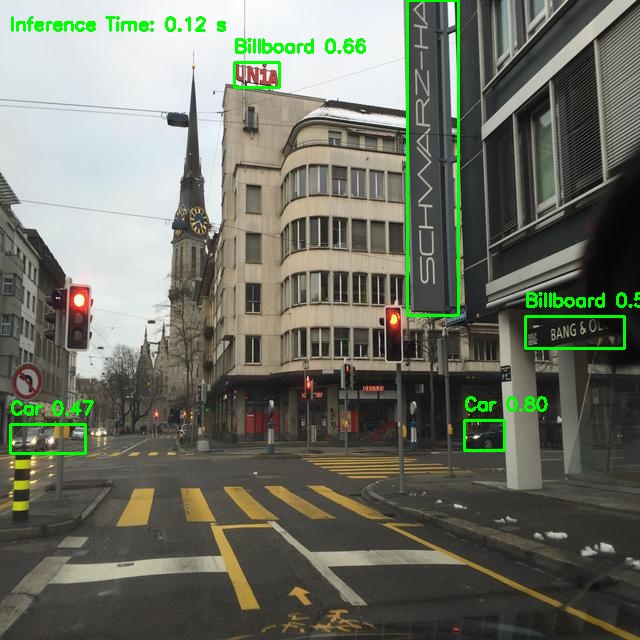 Inference Time: 0.12 s
Billboard 0.66
UNiA
SCHWARZ-HA
Billboard 0.5
BANG & OL
Car 0.47
Car 0.80